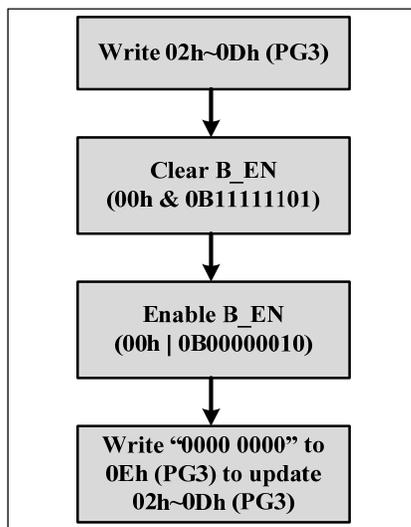 Write 02h~0Dh (PG3)
Clear B_EN
(00h & 0B11111101)
Enable B_EN
(00h | 0B00000010)
Write “0000 0000” to
0Eh (PG3) to update
02h~0Dh (PG3)